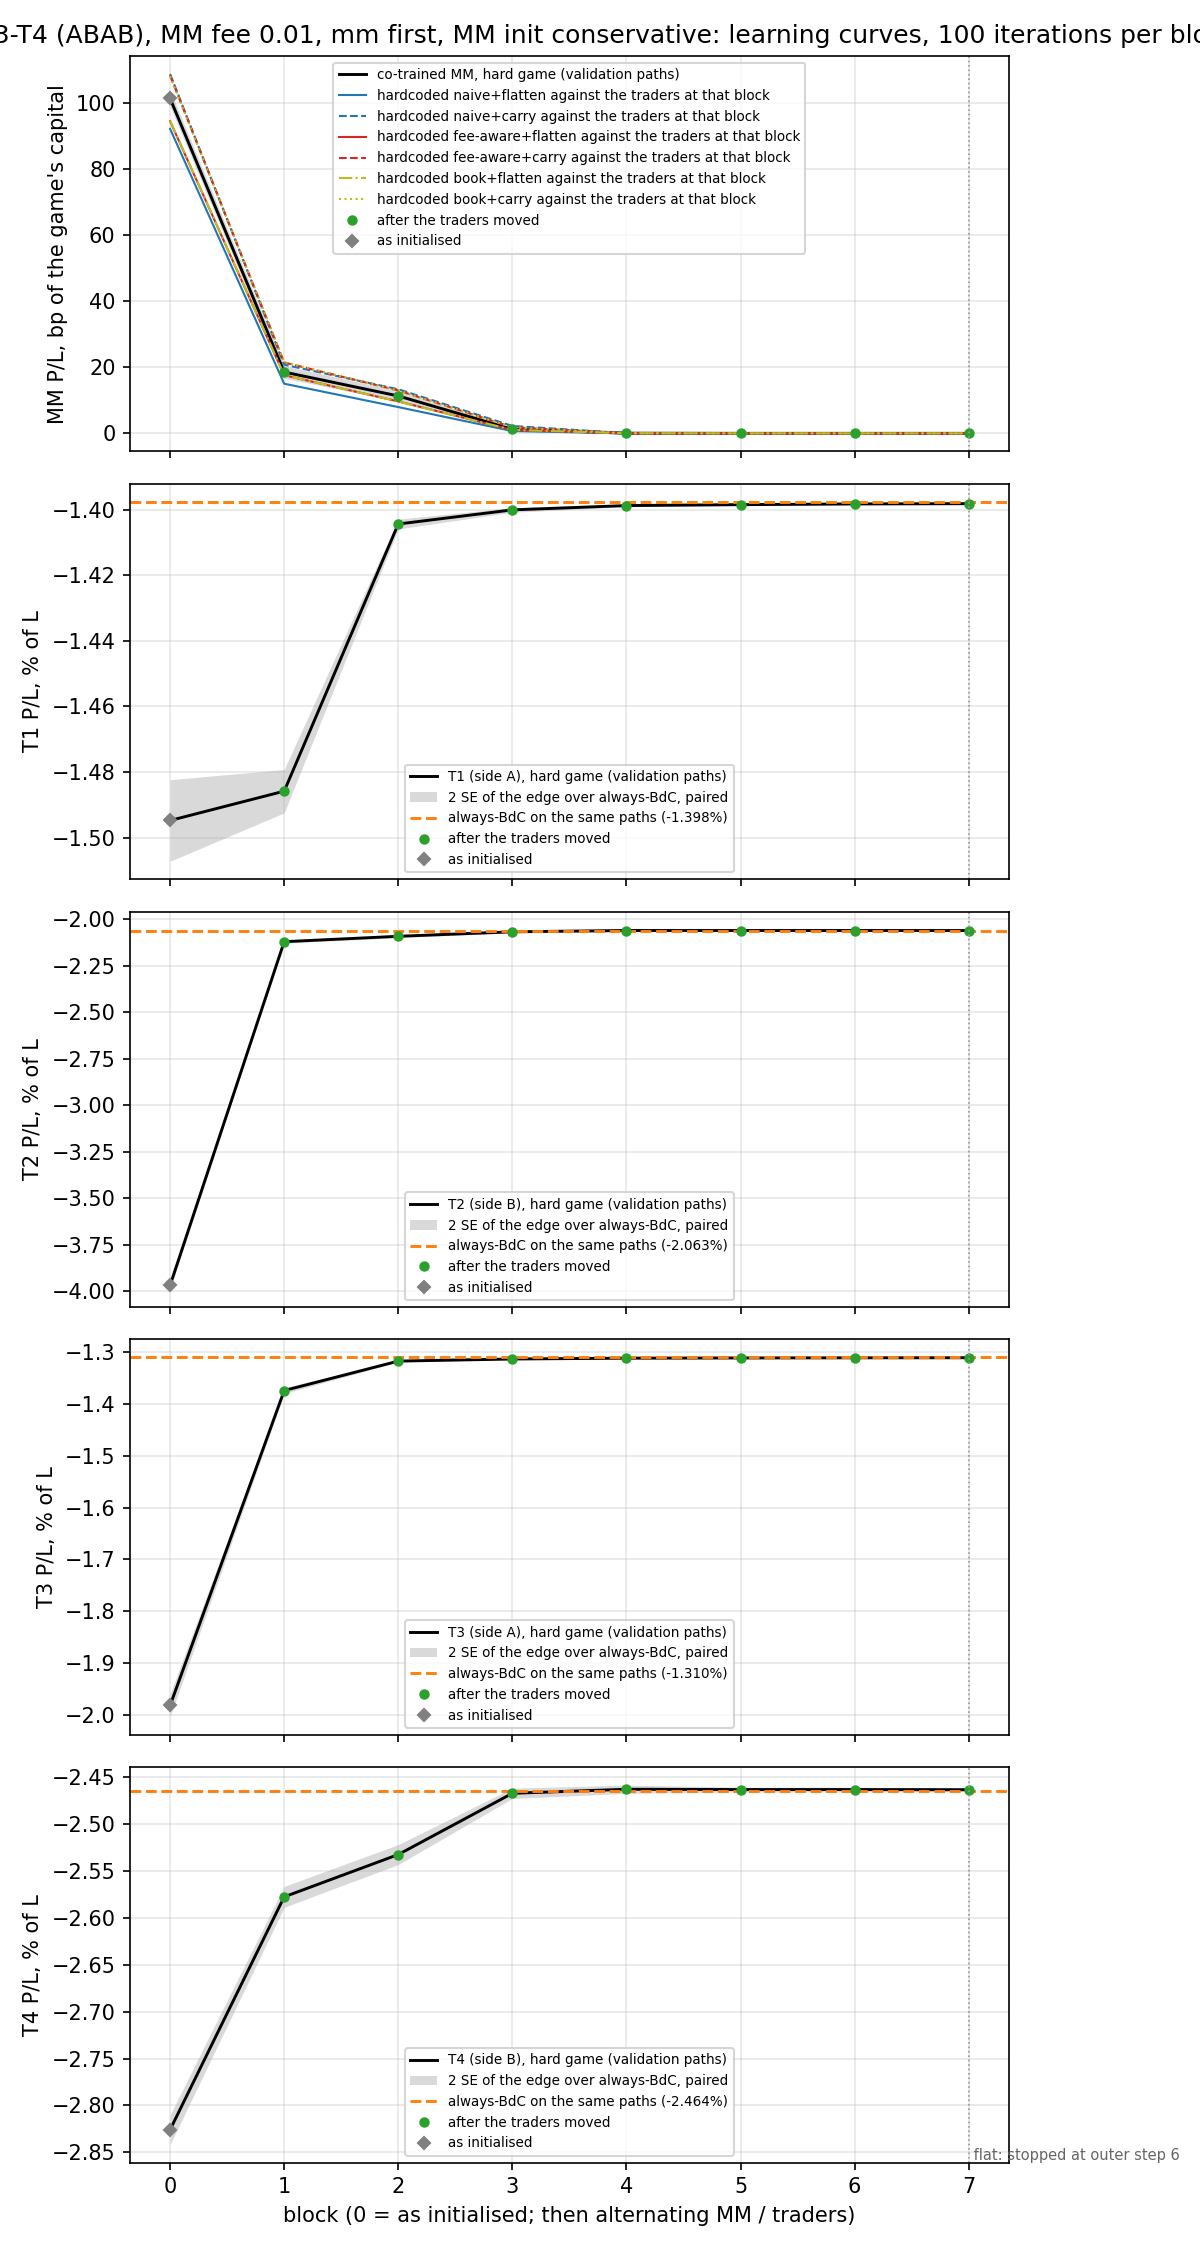 3-T4 (ABAB), MM fee 0.01, mm first, MM init conservative: learning curves, 100 iterations per blo
MM P/L, bp of the game's capital
100
80
60
40
20
0
co-trained MM, hard game (validation paths)
hardcoded naive+flatten against the traders at that block
hardcoded naive+carry against the traders at that block
hardcoded fee-aware+flatten against the traders at that block
hardcoded fee-aware+carry against the traders at that block
hardcoded book+flatten against the traders at that block
hardcoded book+carry against the traders at that block
after the traders moved
as initialised
T1 P/L, % of L
−1.40
−1.42
−1.44
−1.46
−1.48
−1.50
T1 (side A), hard game (validation paths)
2 SE of the edge over always-BdC, paired
always-BdC on the same paths (-1.398%)
after the traders moved
as initialised
T2 P/L, % of L
−2.00
−2.25
−2.50
−2.75
−3.00
−3.25
−3.50
−3.75
−4.00
T2 (side B), hard game (validation paths)
2 SE of the edge over always-BdC, paired
always-BdC on the same paths (-2.063%)
after the traders moved
as initialised
T3 P/L, % of L
−1.3
−1.4
−1.5
−1.6
−1.7
−1.8
−1.9
−2.0
T3 (side A), hard game (validation paths)
2 SE of the edge over always-BdC, paired
always-BdC on the same paths (-1.310%)
after the traders moved
as initialised
T4 P/L, % of L
−2.45
−2.50
−2.55
−2.60
−2.65
−2.70
−2.75
−2.80
−2.85
T4 (side B), hard game (validation paths)
2 SE of the edge over always-BdC, paired
always-BdC on the same paths (-2.464%)
after the traders moved
as initialised
flat: stopped at outer step 6
0 1 2 3 4 5 6 7
block (0 = as initialised; then alternating MM / traders)